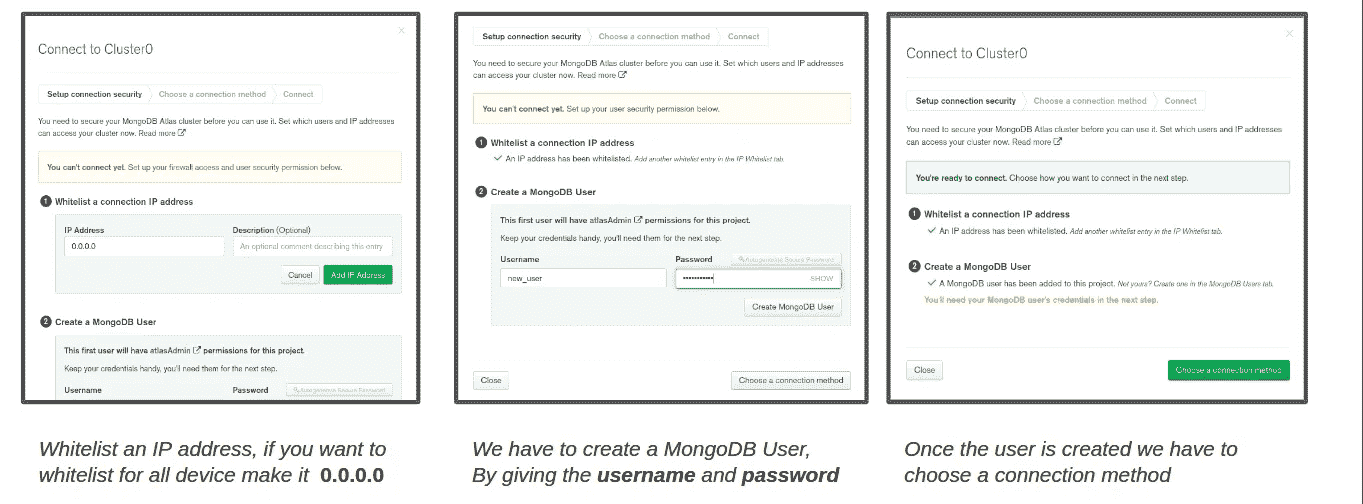 ×
Connect to Cluster0
Setup connection security
Choose a connection method
Connect
You need to secure your MongoDB Atlas cluster before you can use it. Set which users and IP addresses
can access your cluster now. Read more
You can't connect yet. Set up your firewall access and user security permission below.
1 Whitelist a connection IP address
IP Address
Description (Optional)
0.0.0.0
An optional comment describing this entry
Cancel
Add IP Address
2 Create a MongoDB User
This first user will have atlasAdmin permissions for this project.
Keep your credentials handy, you'll need them for the next step.
Username
Password
Autogenerate Secure Password
Whitelist an IP address, if you want to
whitelist for all device make it 0.0.0.0
Setup connection security
Choose a connection method
Connect
You need to secure your MongoDB Atlas cluster before you can use it. Set which users and IP addresses
can access your cluster now. Read more
You can't connect yet. Set up your user security permission below.
1 Whitelist a connection IP address
✓ An IP address has been whitelisted. Add another whitelist entry in the IP Whitelist tab.
2 Create a MongoDB User
This first user will have atlasAdmin permissions for this project.
Keep your credentials handy, you'll need them for the next step.
Username
Password
Autogenerate Secure Password
new_user
•••••••••••
SHOW
Create MongoDB User
Close
Choose a connection method
We have to create a MongoDB User,
By giving the username and password
×
Connect to Cluster0
Setup connection security
Choose a connection method
Connect
You need to secure your MongoDB Atlas cluster before you can use it. Set which users and IP addresses
can access your cluster now. Read more
You're ready to connect. Choose how you want to connect in the next step.
1 Whitelist a connection IP address
✓ An IP address has been whitelisted. Add another whitelist entry in the IP Whitelist tab.
2 Create a MongoDB User
✓ A MongoDB user has been added to this project. Not yours? Create one in the MongoDB Users tab.
You'll need your MongoDB user's credentials in the next step.
Close
Choose a connection method
Once the user is created we have to
choose a connection method